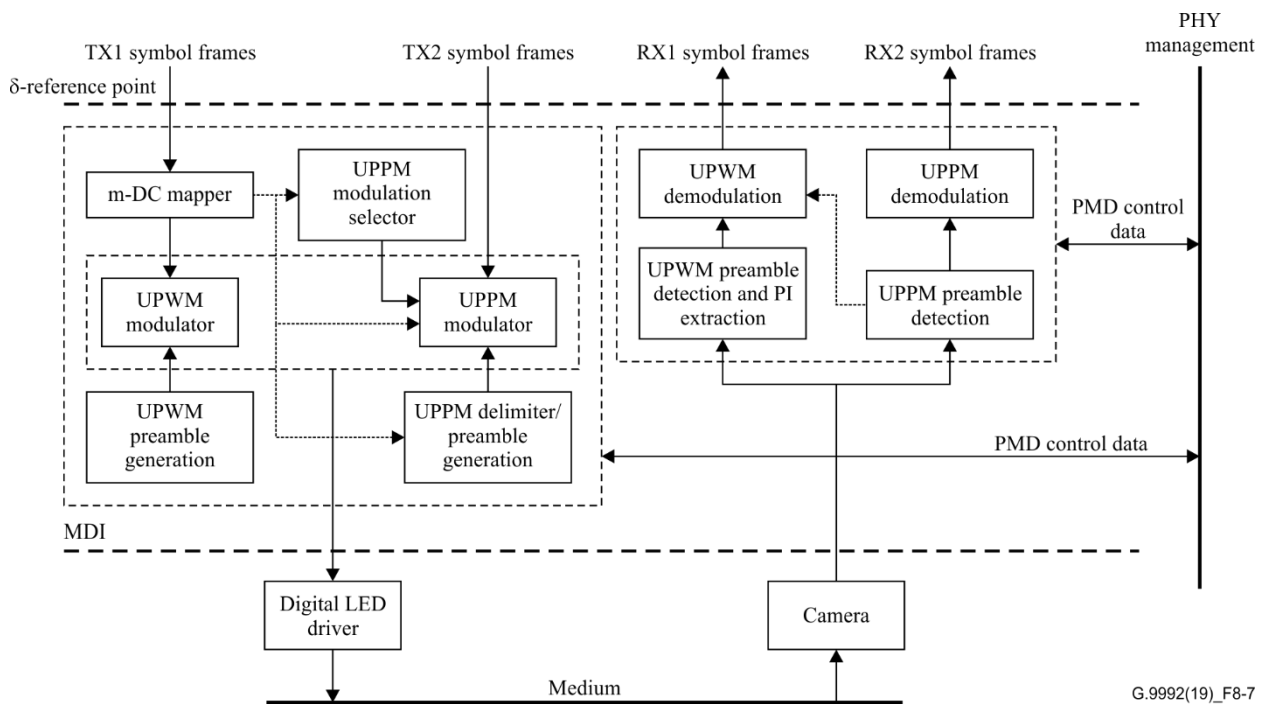 PHY
management
TX1 symbol frames
TX2 symbol frames
RX1 symbol frames
RX2 symbol frames
δ-reference point
m-DC mapper
UPPM
modulation
selector
UPWM
demodulation
UPPM
demodulation
PMD control
data
UPWM
modulator
UPPM
modulator
UPWM preamble
detection and PI
extraction
UPPM preamble
detection
UPWM
preamble
generation
UPPM delimiter/
preamble
generation
PMD control data
MDI
Digital LED
driver
Camera
Medium
G.9992(19)_F8-7